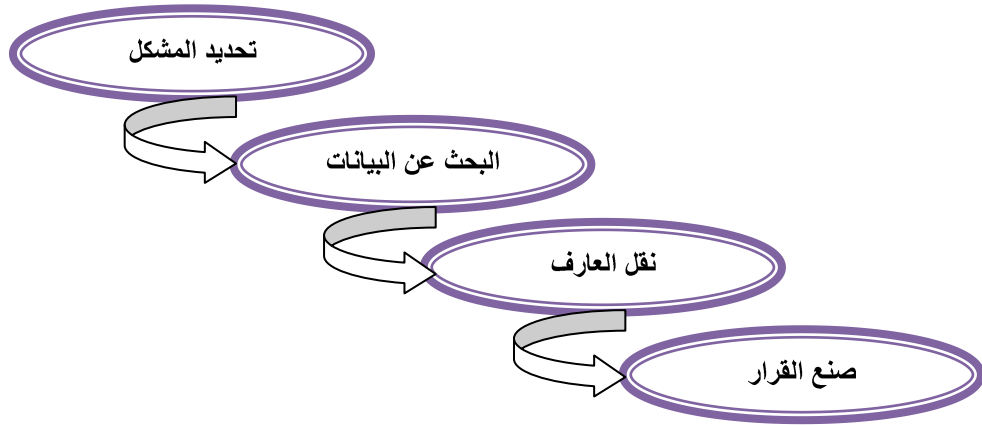 تحديد المشكل
البحث عن البيانات
نقل العارف
صنع القرار